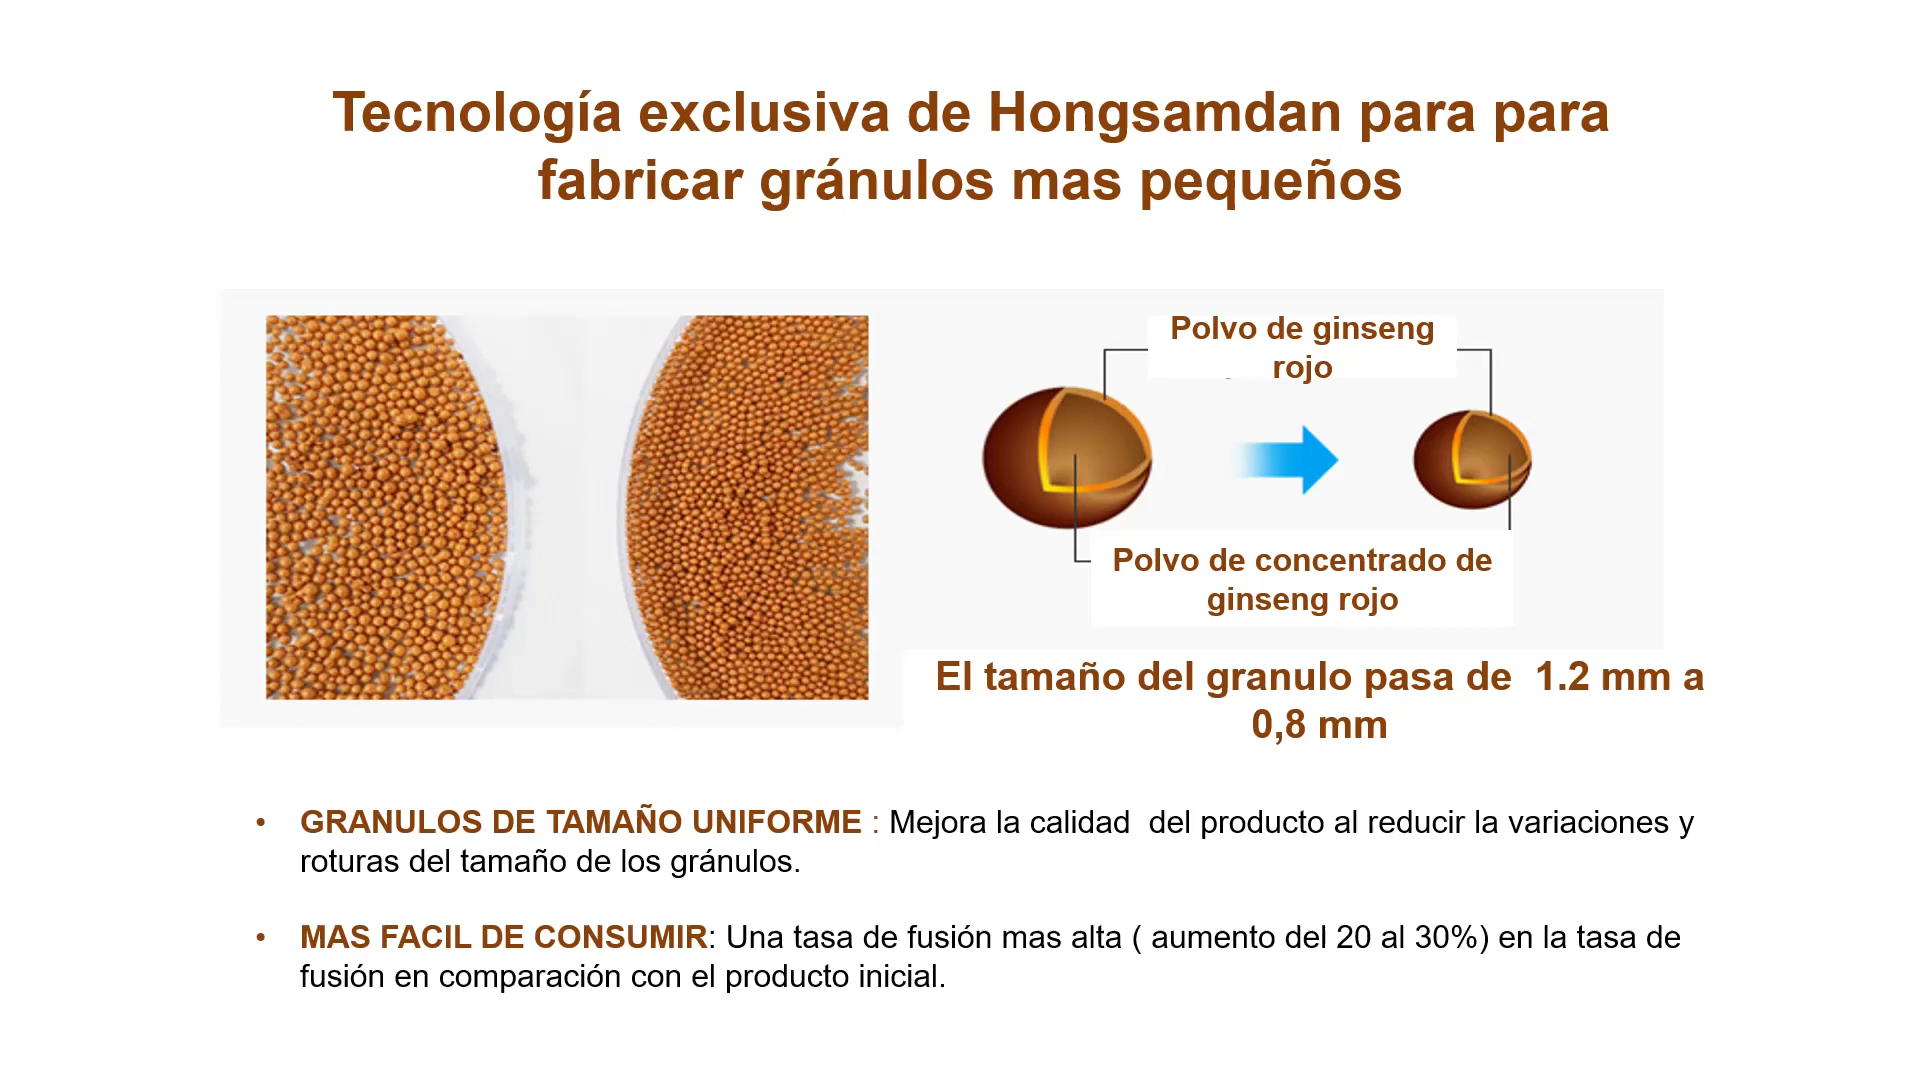 Tecnología exclusiva de Hongsamdan para para
fabricar gránulos mas pequeños
Polvo de ginseng
rojo
Polvo de concentrado de
ginseng rojo
El tamaño del granulo pasa de 1.2 mm a
0,8 mm
• GRANULOS DE TAMAÑO UNIFORME : Mejora la calidad del producto al reducir la variaciones y
roturas del tamaño de los gránulos.
• MAS FACIL DE CONSUMIR: Una tasa de fusión mas alta ( aumento del 20 al 30%) en la tasa de
fusión en comparación con el producto inicial.